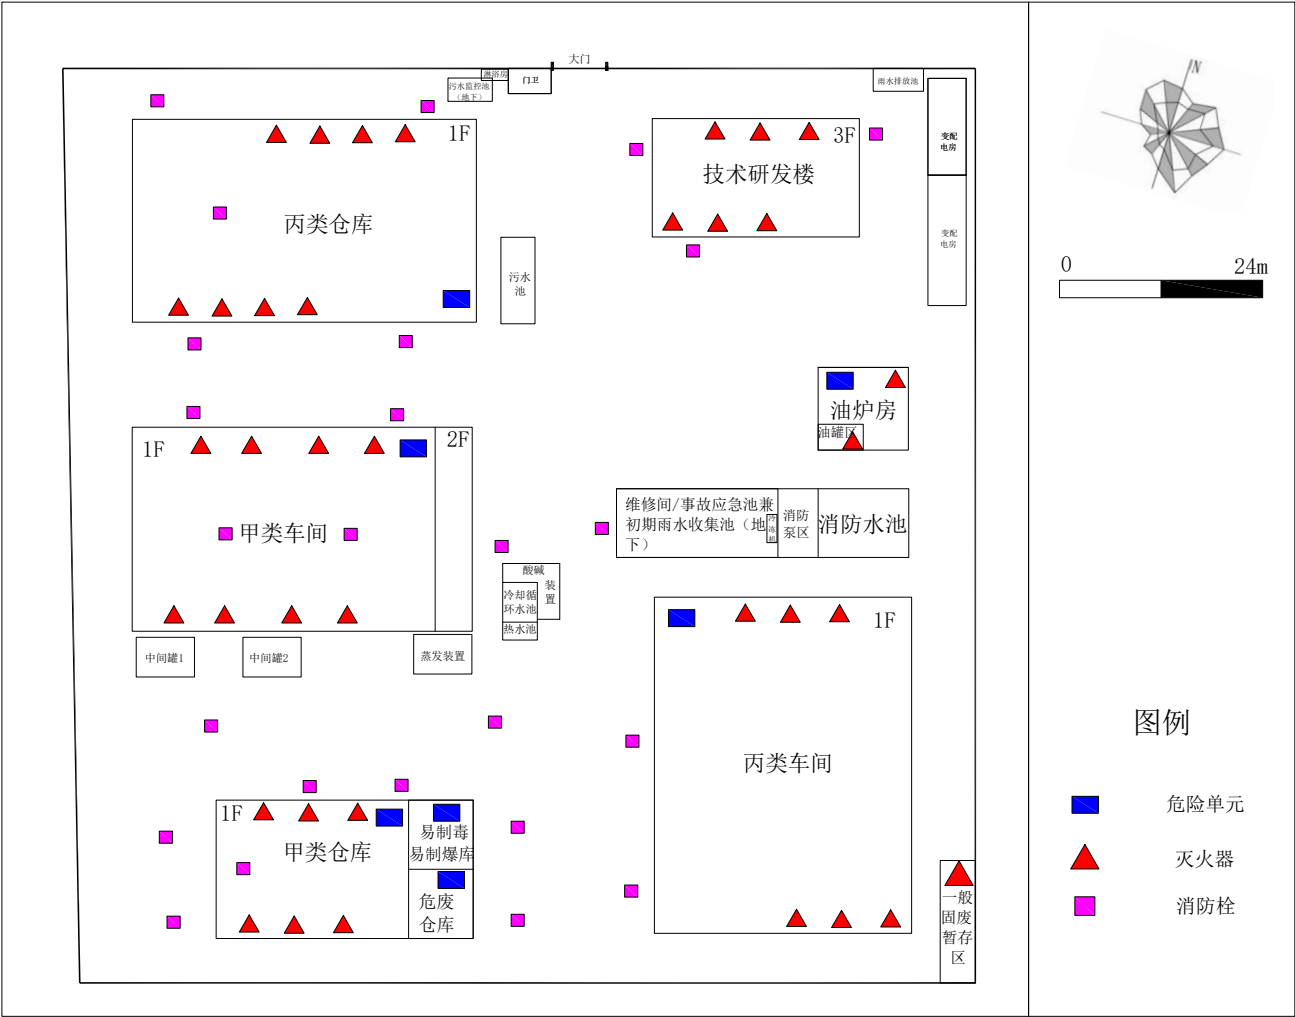 大门
淋浴房
门卫
污水监控池
（地下）
雨水排放池
N
1F
丙类仓库
3F
技术研发楼
变配
电房
变配
电房
污水
池
0
24m
油炉房
油罐区
1F
2F
甲类车间
维修间/事故应急池兼
初期雨水收集池（地
下）
冷冻机
消防
泵区
消防水池
酸碱
装置
冷却循
环水池
热水池
中间罐1
中间罐2
蒸发装置
1F
丙类车间
1F
甲类仓库
易制毒
易制爆库
危废
仓库
一般
固废
暂存
区
图例
危险单元
灭火器
消防栓